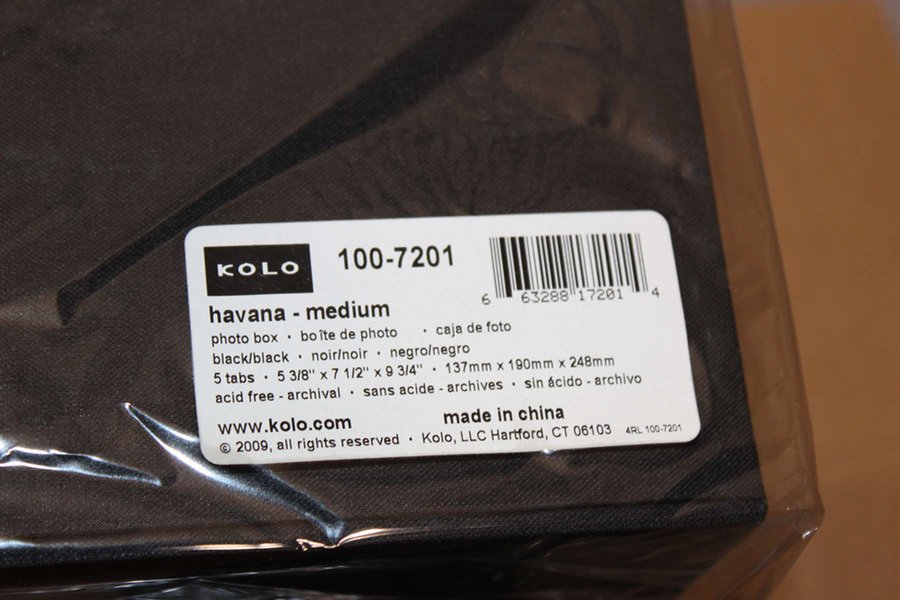 KOLO
100-7201
6 63288 17201 4
havana - medium
photo box · boîte de photo · caja de foto
black/black · noir/noir · negro/negro
5 tabs · 5 3/8" x 7 1/2" x 9 3/4" · 137mm x 190mm x 248mm
acid free - archival · sans acide - archives · sin ácido - archivo
www.kolo.com made in china
© 2009, all rights reserved · Kolo, LLC Hartford, CT 06103 4RL 100-7201